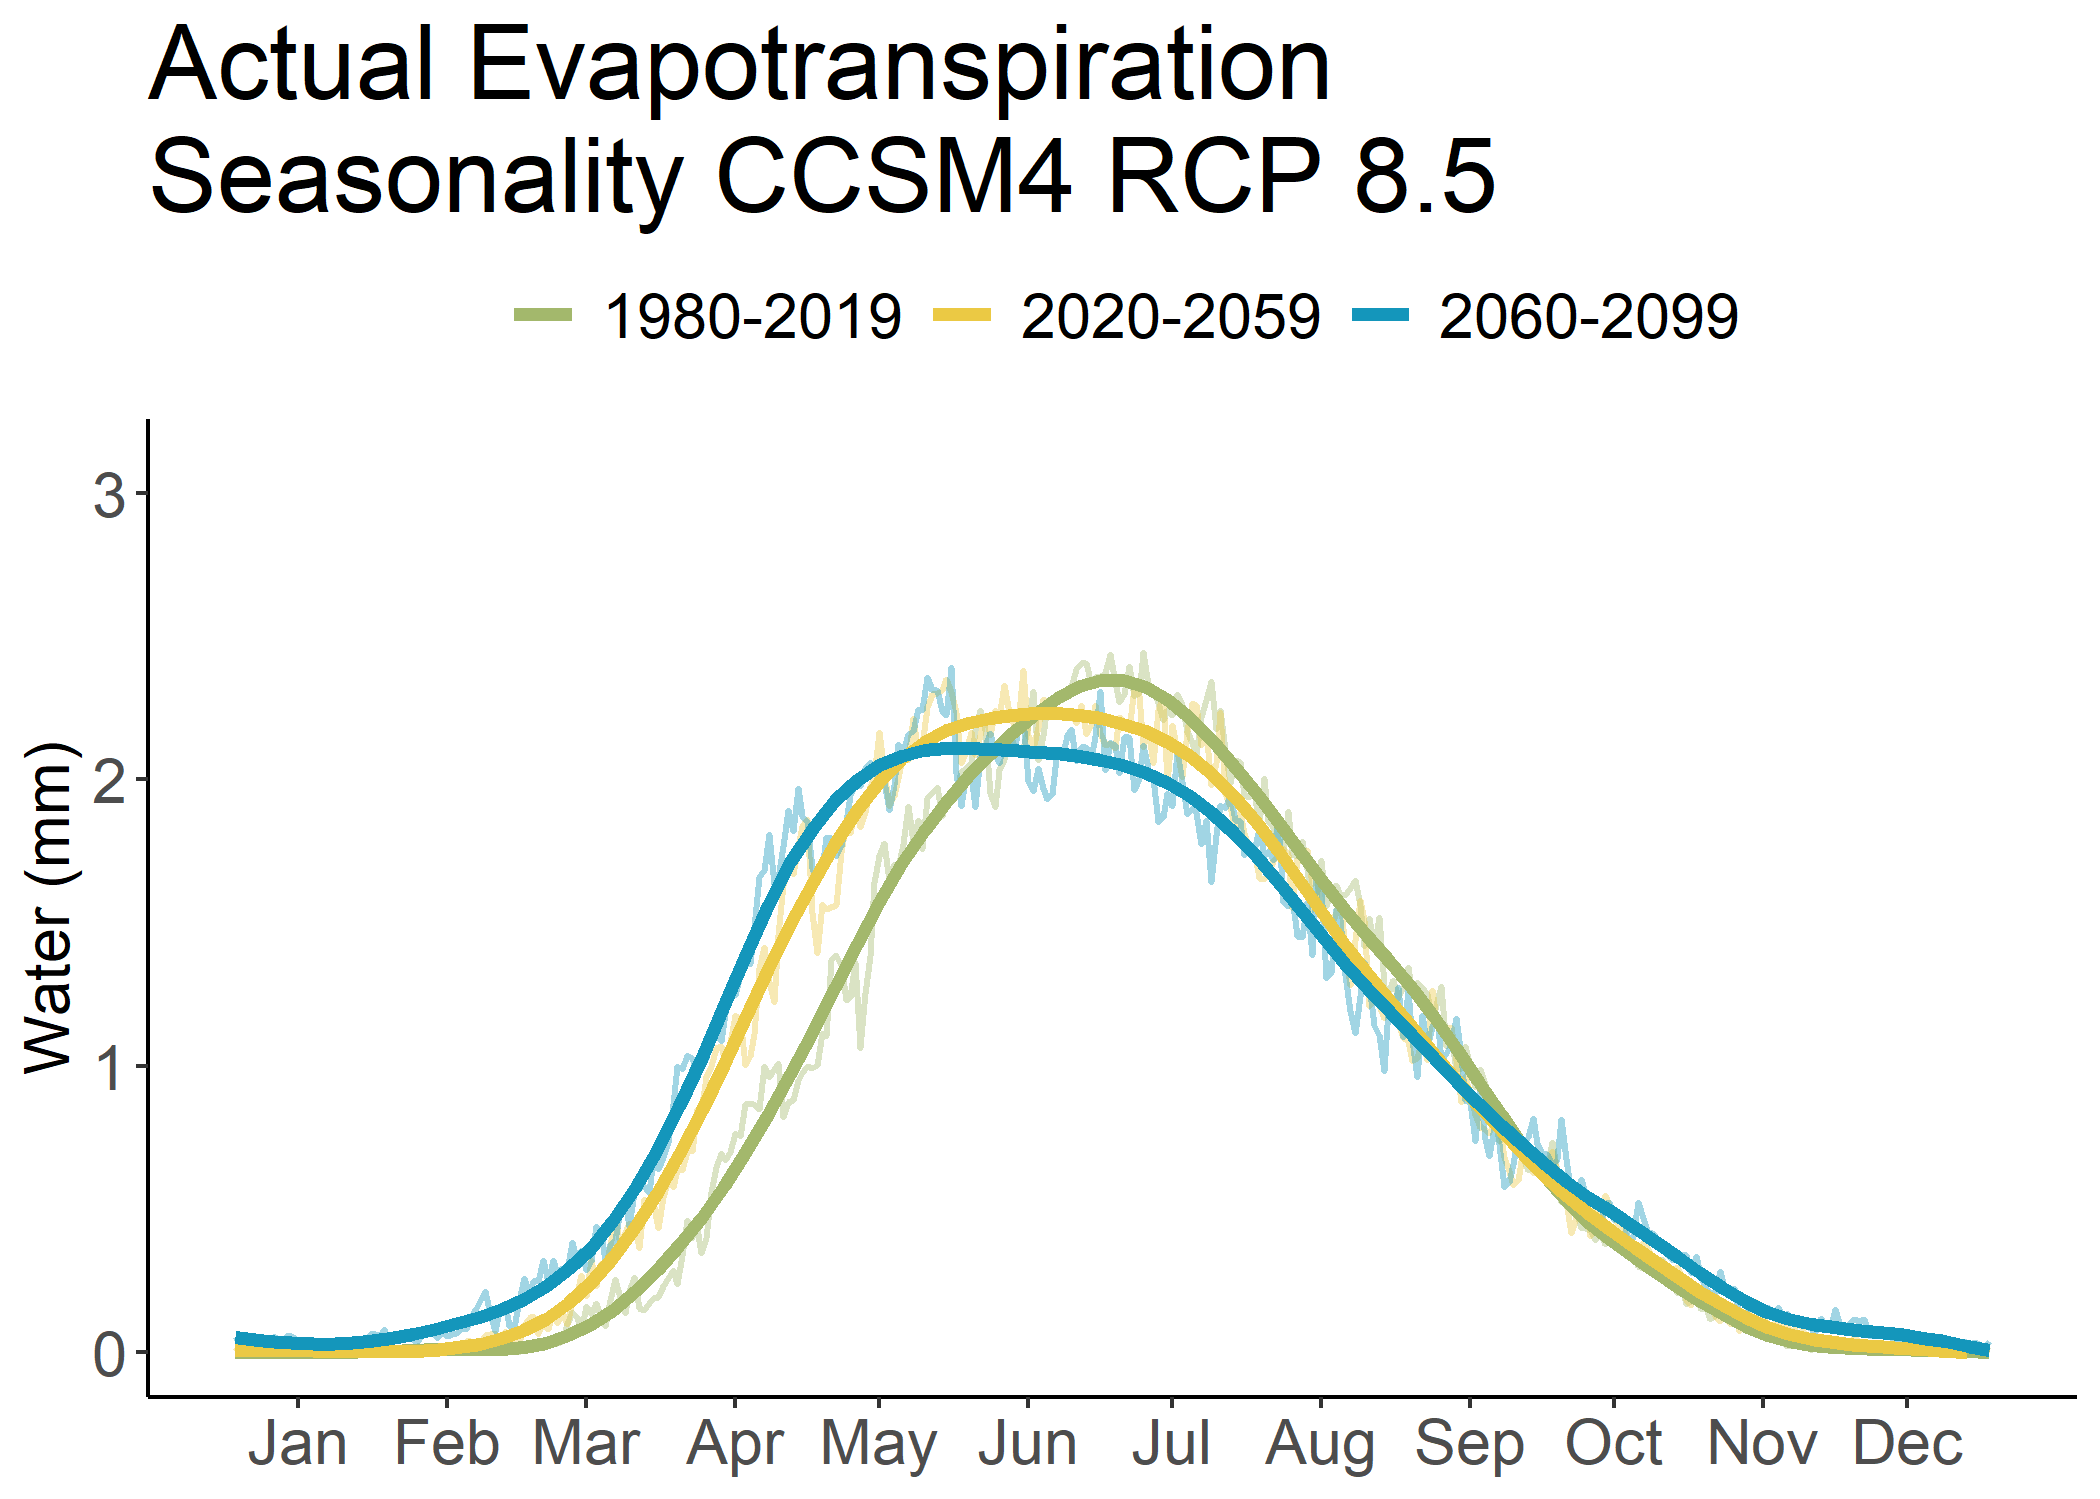 Actual Evapotranspiration
Seasonality CCSM4 RCP 8.5
1980-2019 2020-2059 2060-2099
3
2
1
0
Water (mm)
Jan Feb Mar Apr May Jun Jul Aug Sep Oct Nov Dec